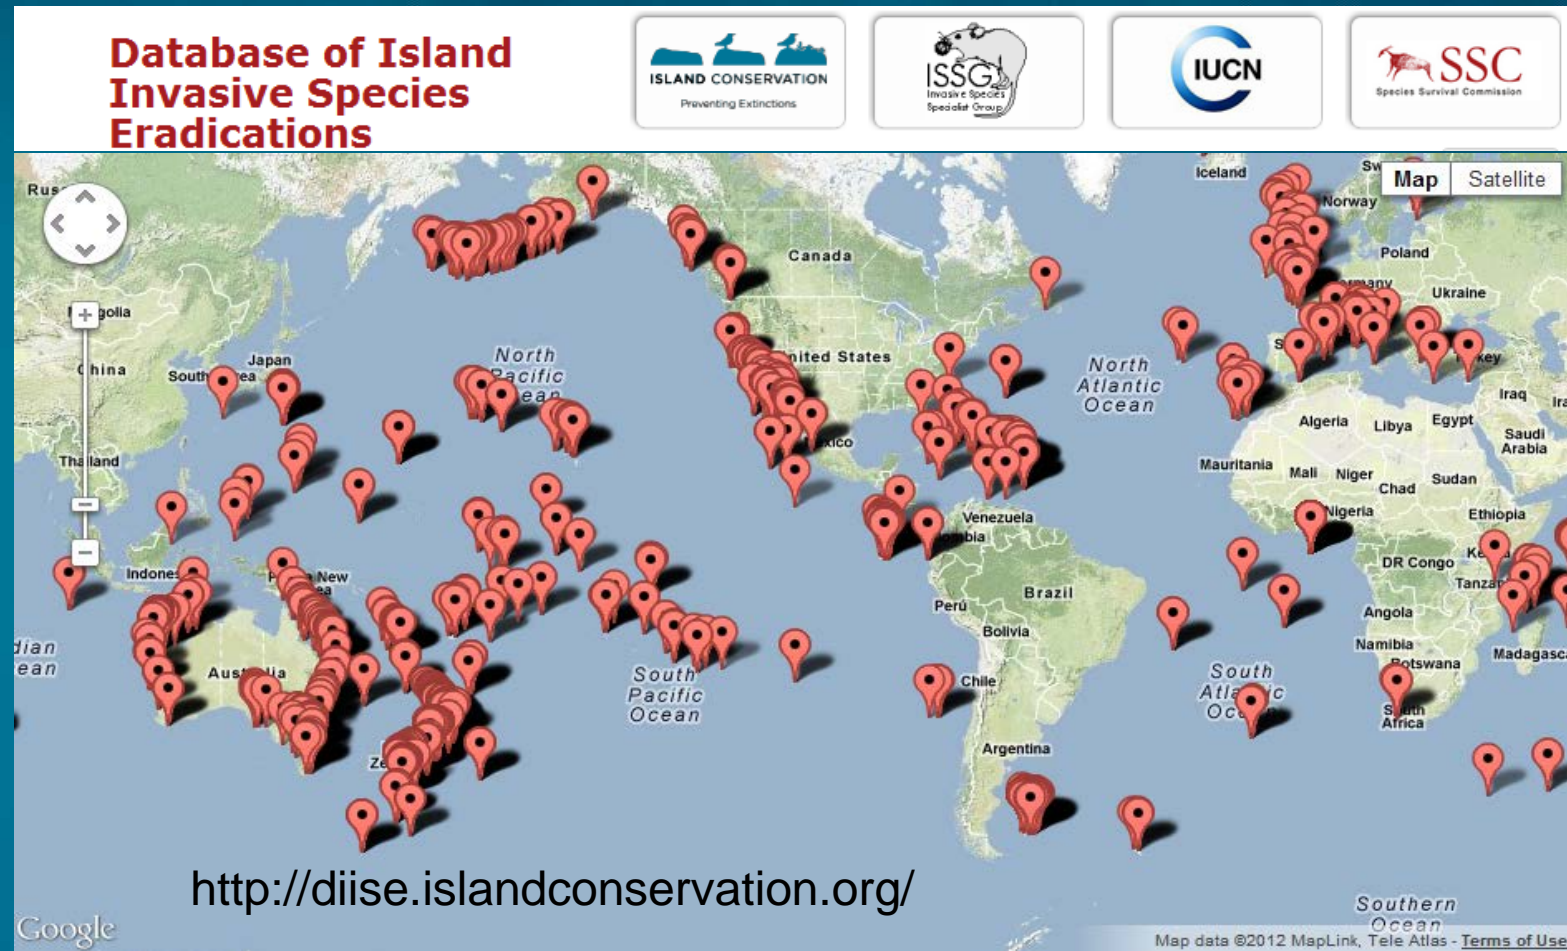 Database of Island
Invasive Species
Eradications
ISLAND CONSERVATION
Preventing Extinctions
ISSG
Invasive Species
Specialist Group
IUCN
SSC
Species Survival Commission
Map
Satellite
Iceland
Norway
Canada
Poland
Ukraine
Japan
China
North
Pacific
United States
North
Atlantic
Ocean
Iraq
Algeria
Libya
Egypt
Saudi
Arabia
Thailand
Mauritania
Mali
Niger
Chad
Sudan
Nigeria
Ethiopia
Venezuela
DR Congo
New
Brazil
Perú
Angola
Bolivia
Namibia
Botswana
South
Pacific
Ocean
Chile
South
South
Africa
Argentina
http://diise.islandconservation.org/
Southern
Ocean
Google
Map data ©2012 MapLink, Tele Atlas - Terms of Use